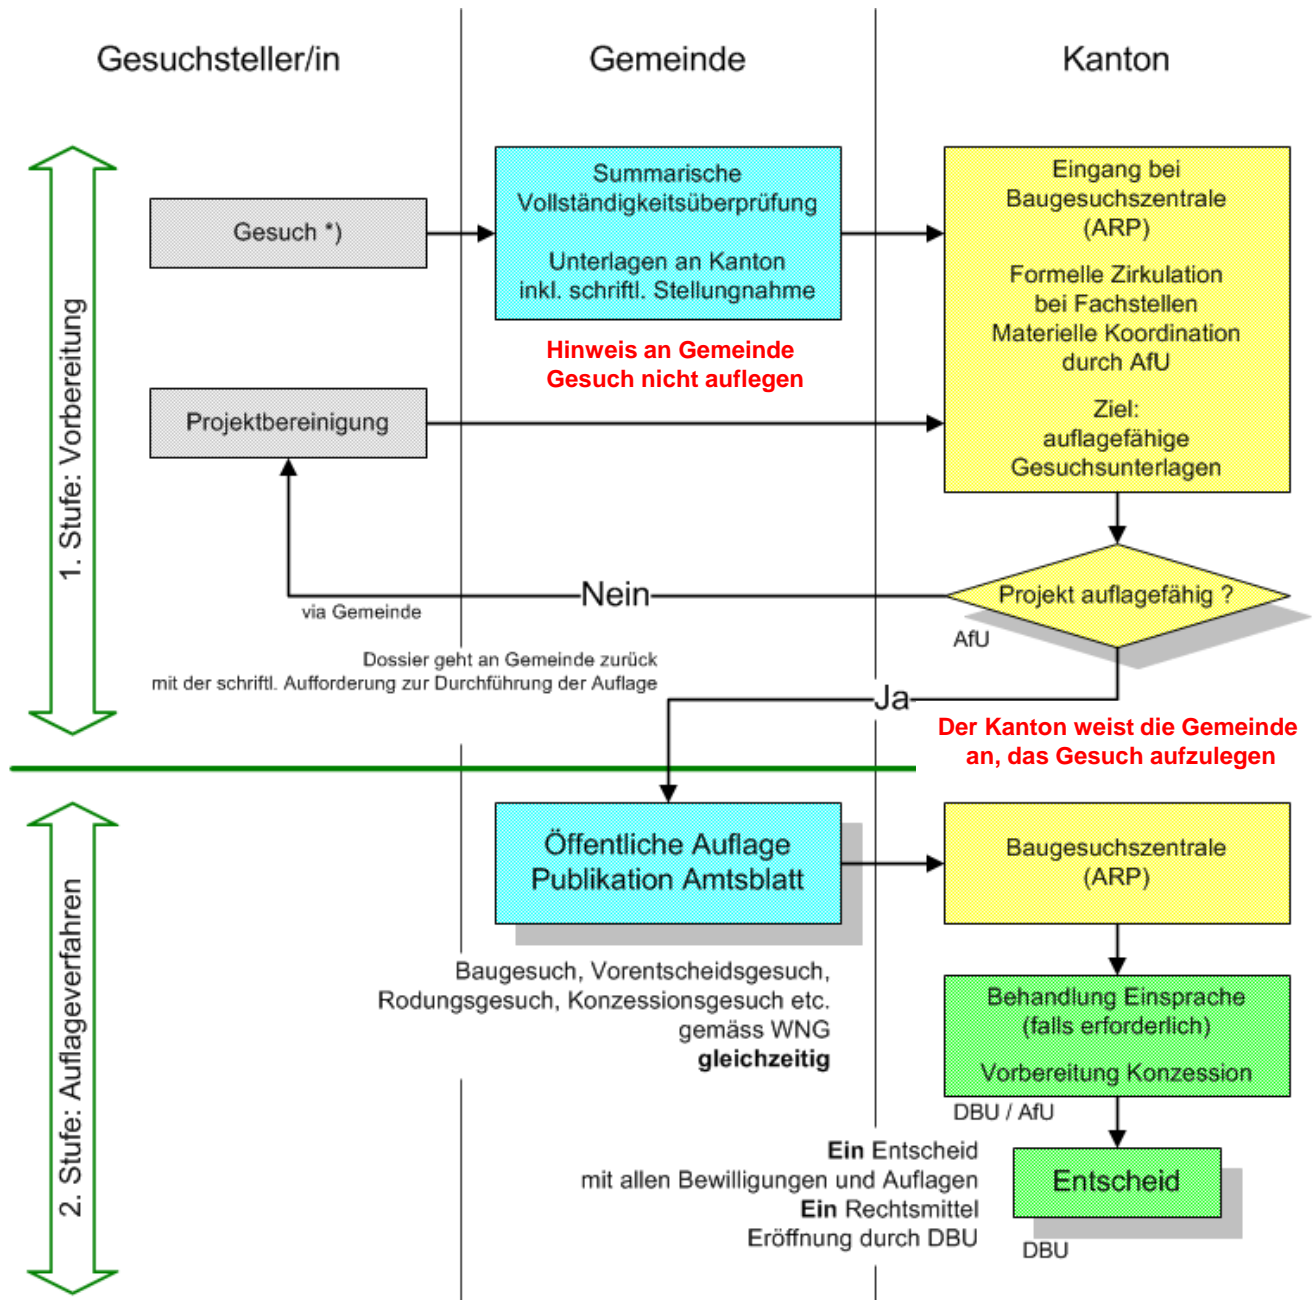 Gesuchsteller/in
Gemeinde
Kanton
1. Stufe: Vorbereitung
Gesuch *)
Summarische
Vollständigkeitsüberprüfung
Unterlagen an Kanton
inkl. schriftl. Stellungnahme
Hinweis an Gemeinde
Gesuch nicht auflegen
Eingang bei
Baugesuchszentrale
(ARP)
Formelle Zirkulation
bei Fachstellen
Materielle Koordination
durch AfU
Ziel:
auflagefähige
Gesuchsunterlagen
Projektbereinigung
Projekt auflagefähig ?
AfU
Nein
via Gemeinde
Dossier geht an Gemeinde zurück
mit der schriftl. Aufforderung zur Durchführung der Auflage
Ja
Der Kanton weist die Gemeinde
an, das Gesuch aufzulegen
2. Stufe: Auflageverfahren
Öffentliche Auflage
Publikation Amtsblatt
Baugesuchszentrale
(ARP)
Baugesuch, Vorentscheidsgesuch,
Rodungsgesuch, Konzessionsgesuch etc.
gemäss WNG
gleichzeitig
Behandlung Einsprache
(falls erforderlich)
Vorbereitung Konzession
DBU / AfU
Ein Entscheid
mit allen Bewilligungen und Auflagen
Ein Rechtsmittel
Eröffnung durch DBU
Entscheid
DBU